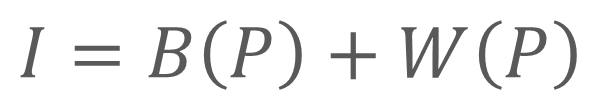 I = B(P) + W(P)